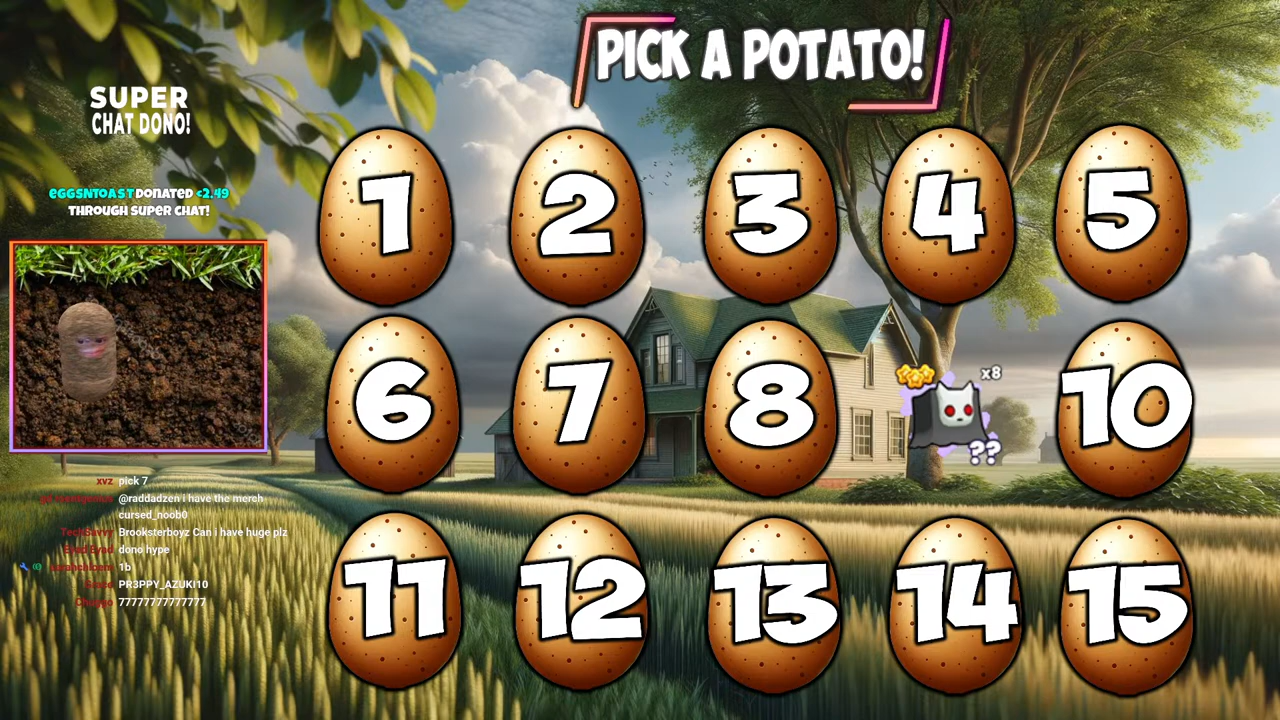 PICK A POTATO!
SUPER
CHAT DONO!
EGGSNTOAST DONATED <2.49
THROUGH SUPER CHAT!
1 2 3 4 5
6 7 8 x8 ?? 10
11 12 13 14 15
xvz pick 7
@raddadzen i have the merch
cursed_noob0
TechSavvy Brooksterboyz Can i have huge plz
dono hype
1b
PR3PPY_AZUKI10
77777777777777